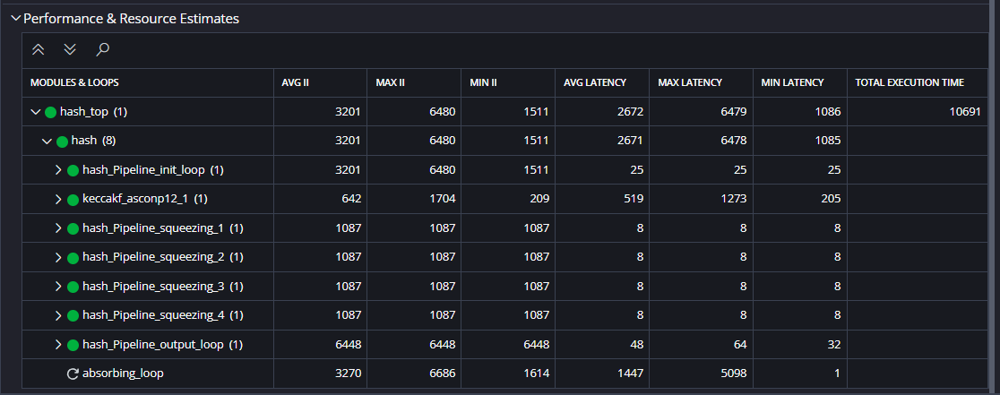 Performance & Resource Estimates
MODULES & LOOPS AVG II MAX II MIN II AVG LATENCY MAX LATENCY MIN LATENCY TOTAL EXECUTION TIME
hash_top (1) 3201 6480 1511 2672 6479 1086 10691
hash (8) 3201 6480 1511 2671 6478 1085
hash_Pipeline_init_loop (1) 3201 6480 1511 25 25 25
keccakf_asconp12_1 (1) 642 1704 209 519 1273 205
hash_Pipeline_squeezing_1 (1) 1087 1087 1087 8 8 8
hash_Pipeline_squeezing_2 (1) 1087 1087 1087 8 8 8
hash_Pipeline_squeezing_3 (1) 1087 1087 1087 8 8 8
hash_Pipeline_squeezing_4 (1) 1087 1087 1087 8 8 8
hash_Pipeline_output_loop (1) 6448 6448 6448 48 64 32
absorbing_loop 3270 6686 1614 1447 5098 1